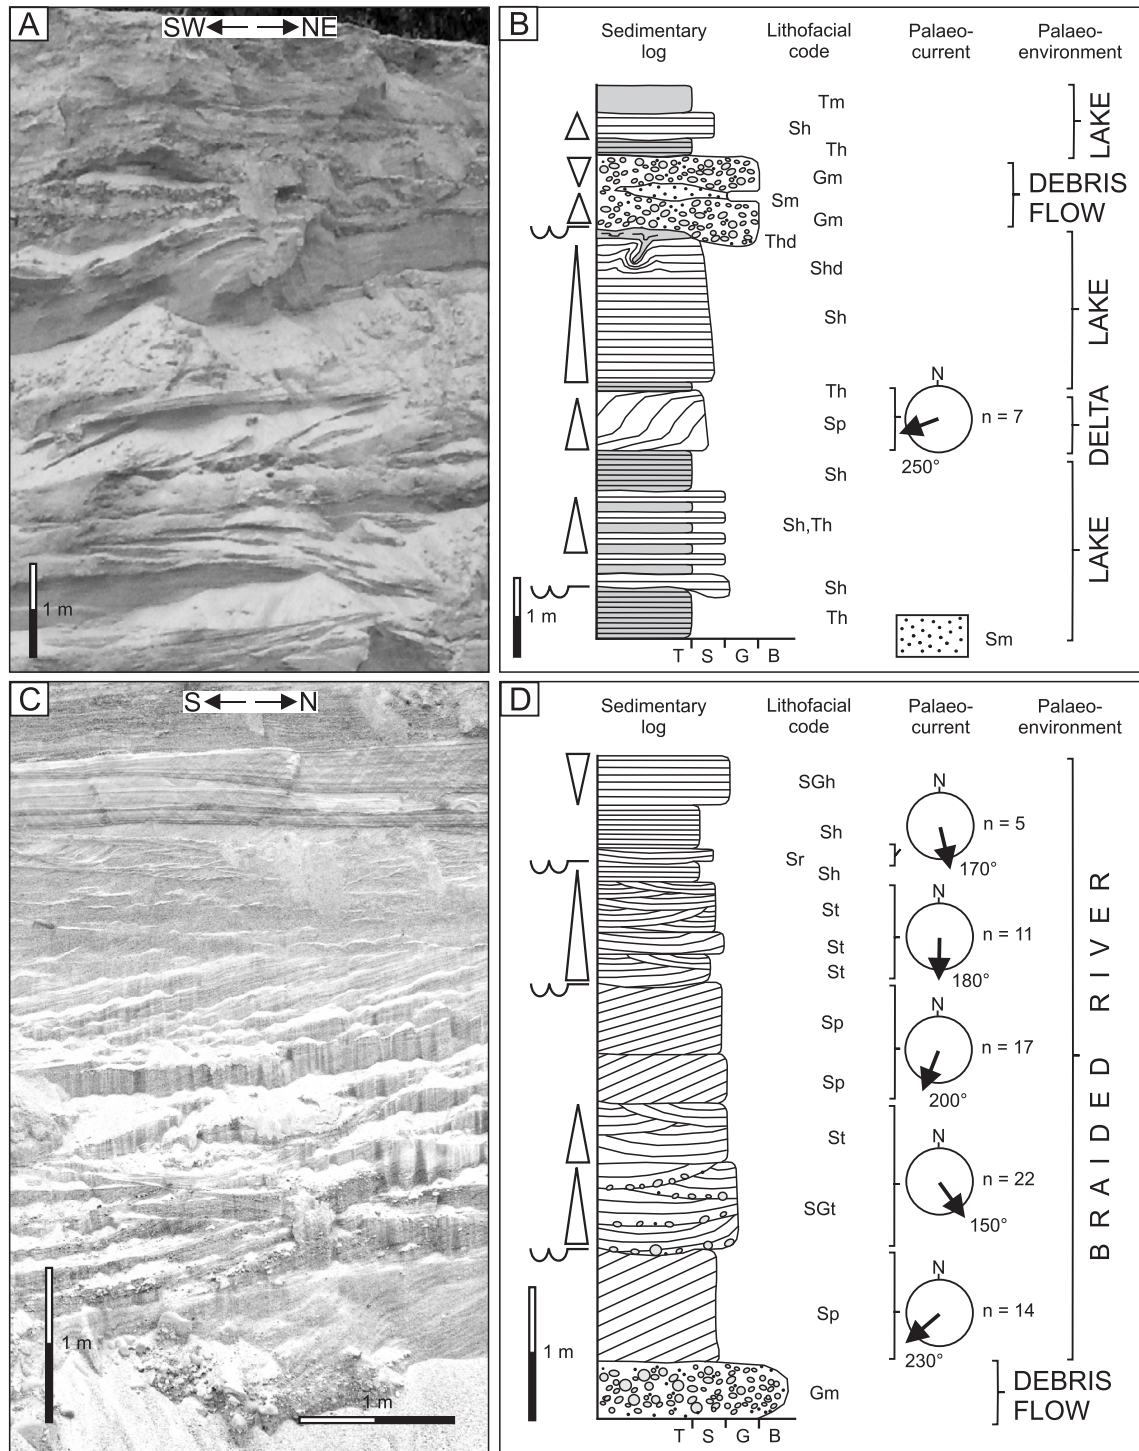 A
SW NE
1 m
B
Sedimentary log
Lithofacial code
Palaeo-current
Palaeo-environment
Tm
Sh
Th
Gm
Sm
Gm
Thd
Shd
Sh
Th
Sp
Sh
Sh,Th
Sh
Th
N
n = 7
250°
LAKE
DEBRIS FLOW
LAKE
DELTA
LAKE
Sm
1 m
T S G B
C
S N
1 m
1 m
D
Sedimentary log
Lithofacial code
Palaeo-current
Palaeo-environment
SGh
Sh
Sr
Sh
St
St
St
Sp
Sp
St
SGt
Sp
Gm
N
n = 5
170°
N
n = 11
180°
N
n = 17
200°
N
n = 22
150°
N
n = 14
230°
BRAIDED RIVER
DEBRIS FLOW
1 m
T S G B